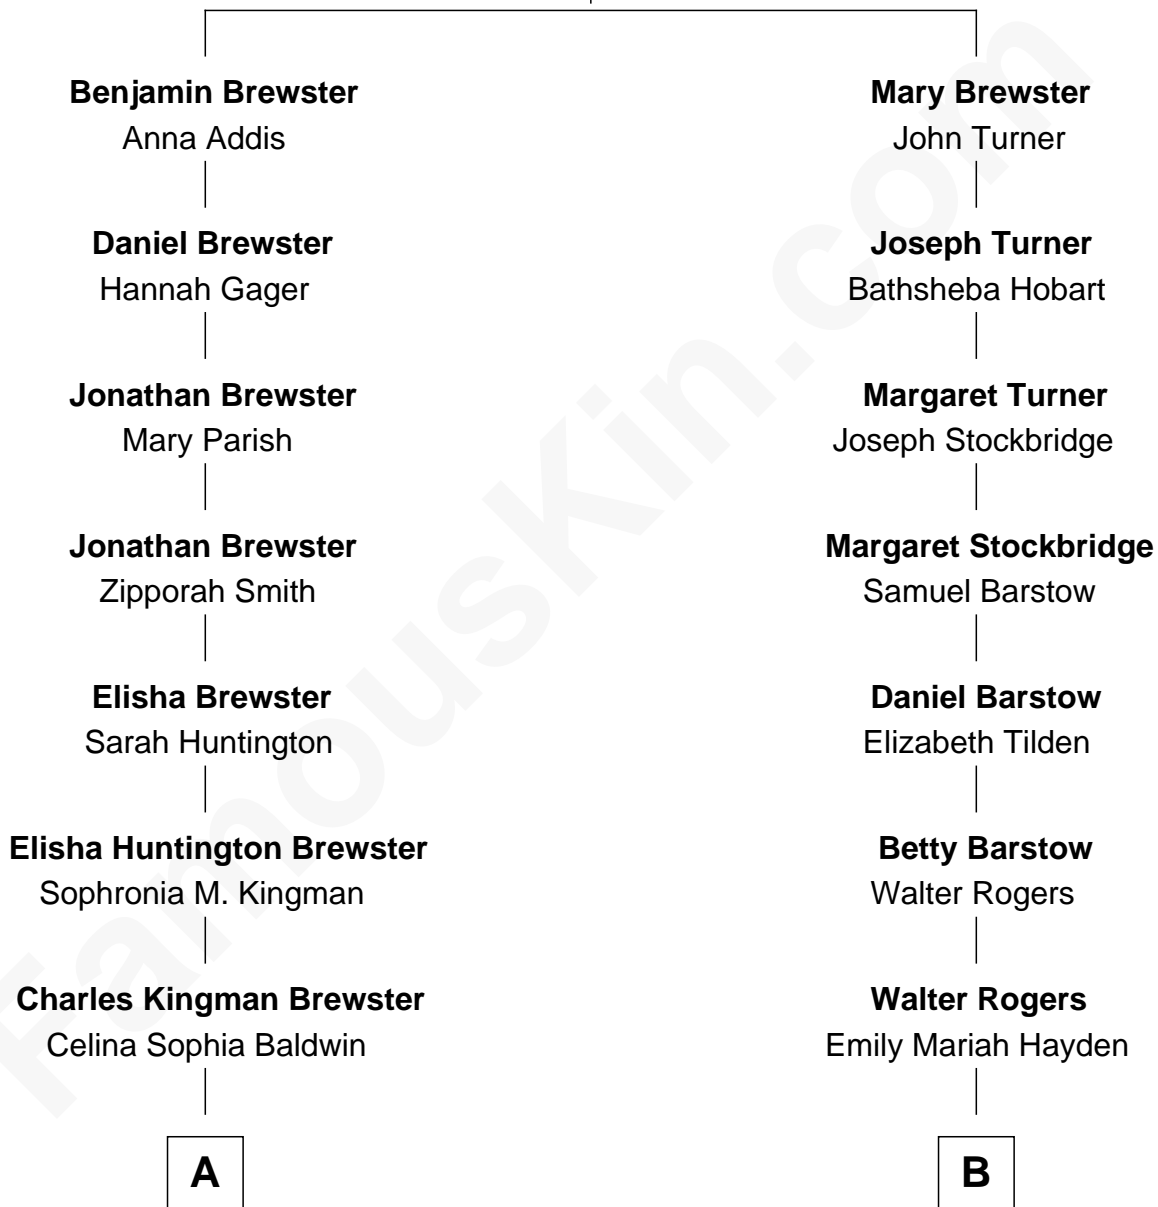 Benjamin Brewster
Anna Addis
Daniel Brewster
Hannah Gager
Jonathan Brewster
Mary Parish
Jonathan Brewster
Zipporah Smith
Elisha Brewster
Sarah Huntington
Elisha Huntington Brewster
Sophronia M. Kingman
Charles Kingman Brewster
Celina Sophia Baldwin
A
Mary Brewster
John Turner
Joseph Turner
Bathsheba Hobart
Margaret Turner
Joseph Stockbridge
Margaret Stockbridge
Samuel Barstow
Daniel Barstow
Elizabeth Tilden
Betty Barstow
Walter Rogers
Walter Rogers
Emily Mariah Hayden
B
FamousKin.com